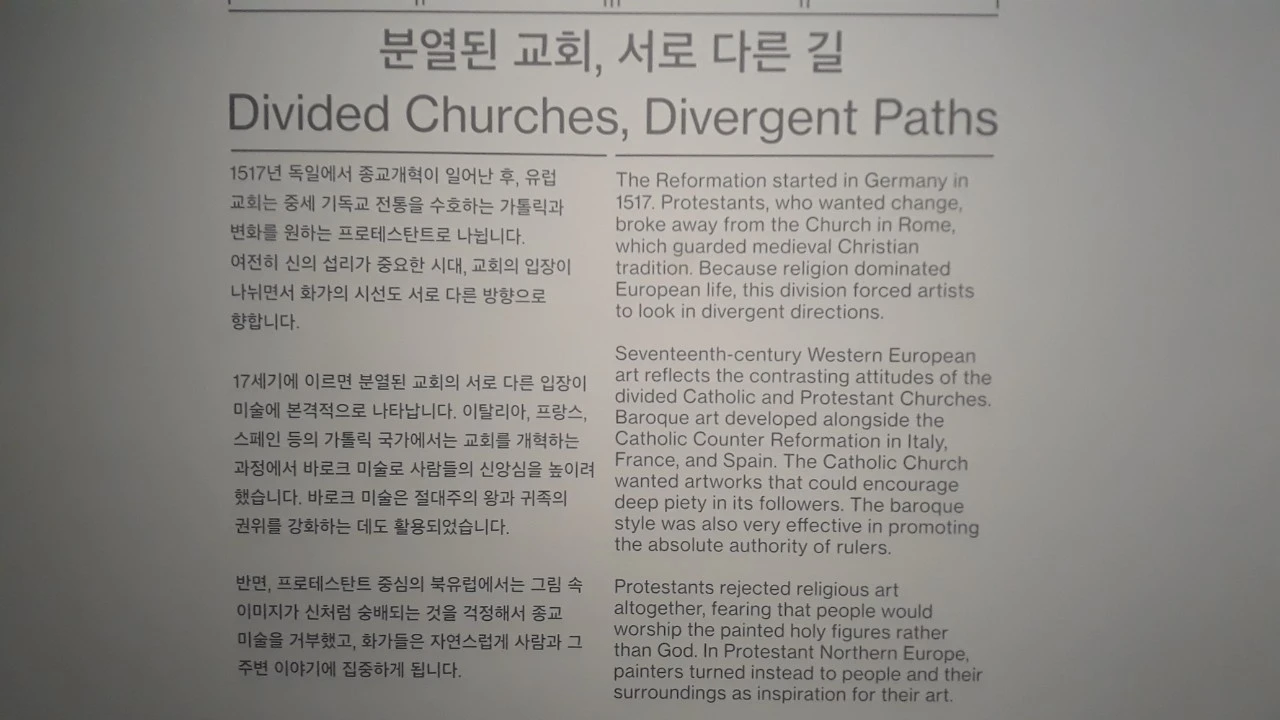 분열된 교회, 서로 다른 길
Divided Churches, Divergent Paths
1517년 독일에서 종교개혁이 일어난 후, 유럽
교회는 중세 기독교 전통을 수호하는 가톨릭과
변화를 원하는 프로테스탄트로 나뉩니다.
여전히 신의 섭리가 중요한 시대, 교회의 입장이
나뉘면서 화가의 시선도 서로 다른 방향으로
향합니다.
17세기에 이르면 분열된 교회의 서로 다른 입장이
미술에 본격적으로 나타납니다. 이탈리아, 프랑스,
스페인 등의 가톨릭 국가에서는 교회를 개혁하는
과정에서 바로크 미술로 사람들의 신앙심을 높이려
했습니다. 바로크 미술은 절대주의 왕과 귀족의
권위를 강화하는 데도 활용되었습니다.
반면, 프로테스탄트 중심의 북유럽에서는 그림 속
이미지가 신처럼 숭배되는 것을 걱정해서 종교
미술을 거부했고, 화가들은 자연스럽게 사람과 그
주변 이야기에 집중하게 됩니다.
The Reformation started in Germany in
1517. Protestants, who wanted change,
broke away from the Church in Rome,
which guarded medieval Christian
tradition. Because religion dominated
European life, this division forced artists
to look in divergent directions.
Seventeenth-century Western European
art reflects the contrasting attitudes of the
divided Catholic and Protestant Churches.
Baroque art developed alongside the
Catholic Counter Reformation in Italy,
France, and Spain. The Catholic Church
wanted artworks that could encourage
deep piety in its followers. The baroque
style was also very effective in promoting
the absolute authority of rulers.
Protestants rejected religious art
altogether, fearing that people would
worship the painted holy figures rather
than God. In Protestant Northern Europe,
painters turned instead to people and their
surroundings as inspiration for their art.